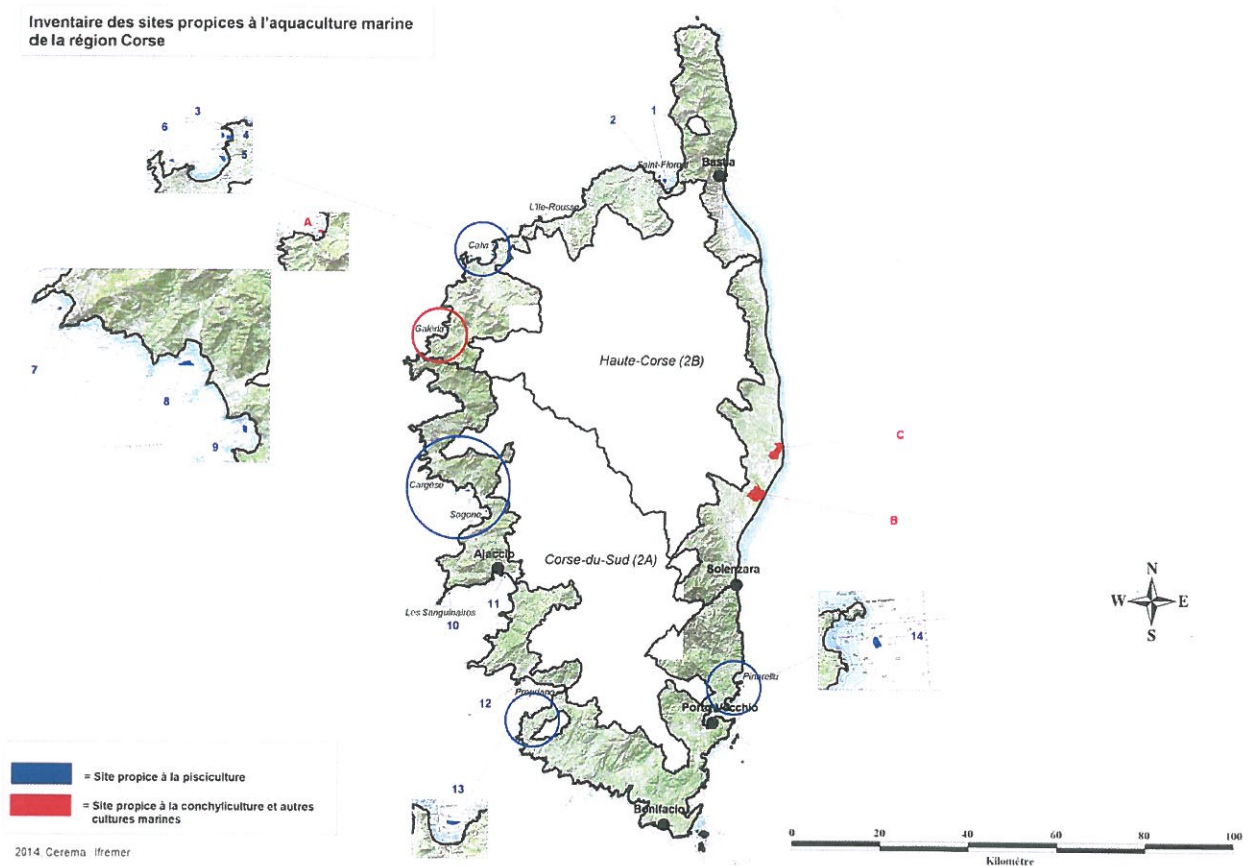 Inventaire des sites propices à l'aquaculture marine
de la région Corse
3
6
4
5
2
1
Saint-Florent
Bastia
L'Ile-Rousse
A
Calvi
Galéria
7
8
9
Haute-Corse (2B)
C
B
Cargèse
Sagone
Ajaccio
Corse-du-Sud (2A)
Solenzara
Les Sanguinaires
11
10
14
N
W
E
S
Pinarellu
12
Propriano
Porto Vecchio
13
Bonifacio
= Site propice à la pisciculture
= Site propice à la conchyliculture et autres
cultures marines
2014 Cerema Ifremer
0 20 40 60 80 100
Kilométre